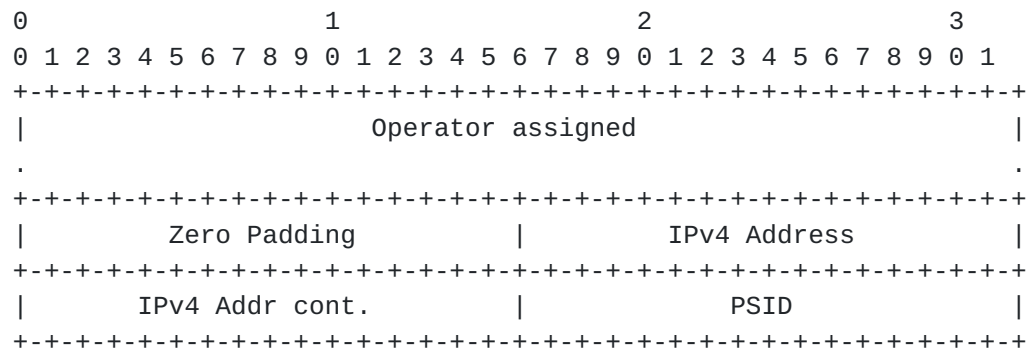 0                   1                   2                   3
0 1 2 3 4 5 6 7 8 9 0 1 2 3 4 5 6 7 8 9 0 1 2 3 4 5 6 7 8 9 0 1
+-+-+-+-+-+-+-+-+-+-+-+-+-+-+-+-+-+-+-+-+-+-+-+-+-+-+-+-+-+-+-+-+
|                      Operator assigned                        |
.                                                               .
+-+-+-+-+-+-+-+-+-+-+-+-+-+-+-+-+-+-+-+-+-+-+-+-+-+-+-+-+-+-+-+-+
|         Zero Padding          |         IPv4 Address          |
+-+-+-+-+-+-+-+-+-+-+-+-+-+-+-+-+-+-+-+-+-+-+-+-+-+-+-+-+-+-+-+-+
|       IPv4 Addr cont.         |             PSID              |
+-+-+-+-+-+-+-+-+-+-+-+-+-+-+-+-+-+-+-+-+-+-+-+-+-+-+-+-+-+-+-+-+